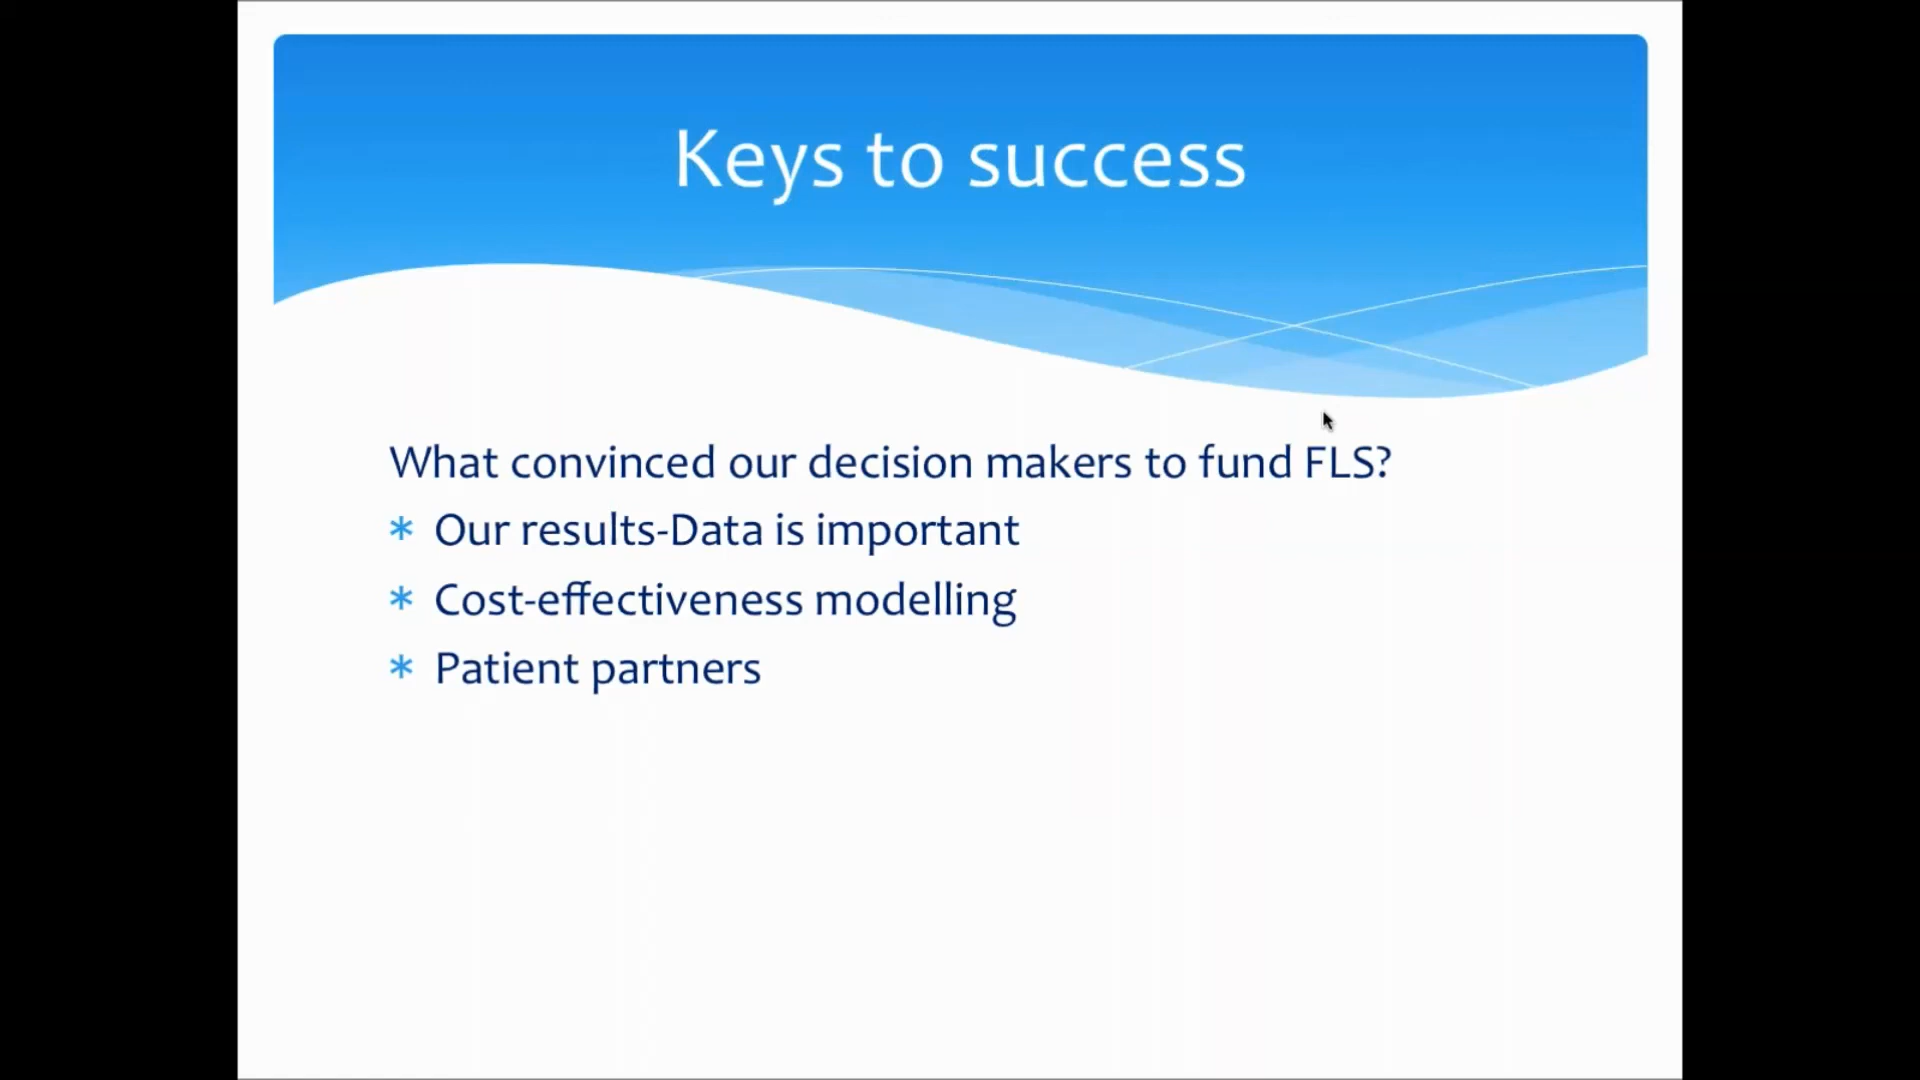 Keys to success
What convinced our decision makers to fund FLS?
* Our results-Data is important
* Cost-effectiveness modelling
* Patient partners